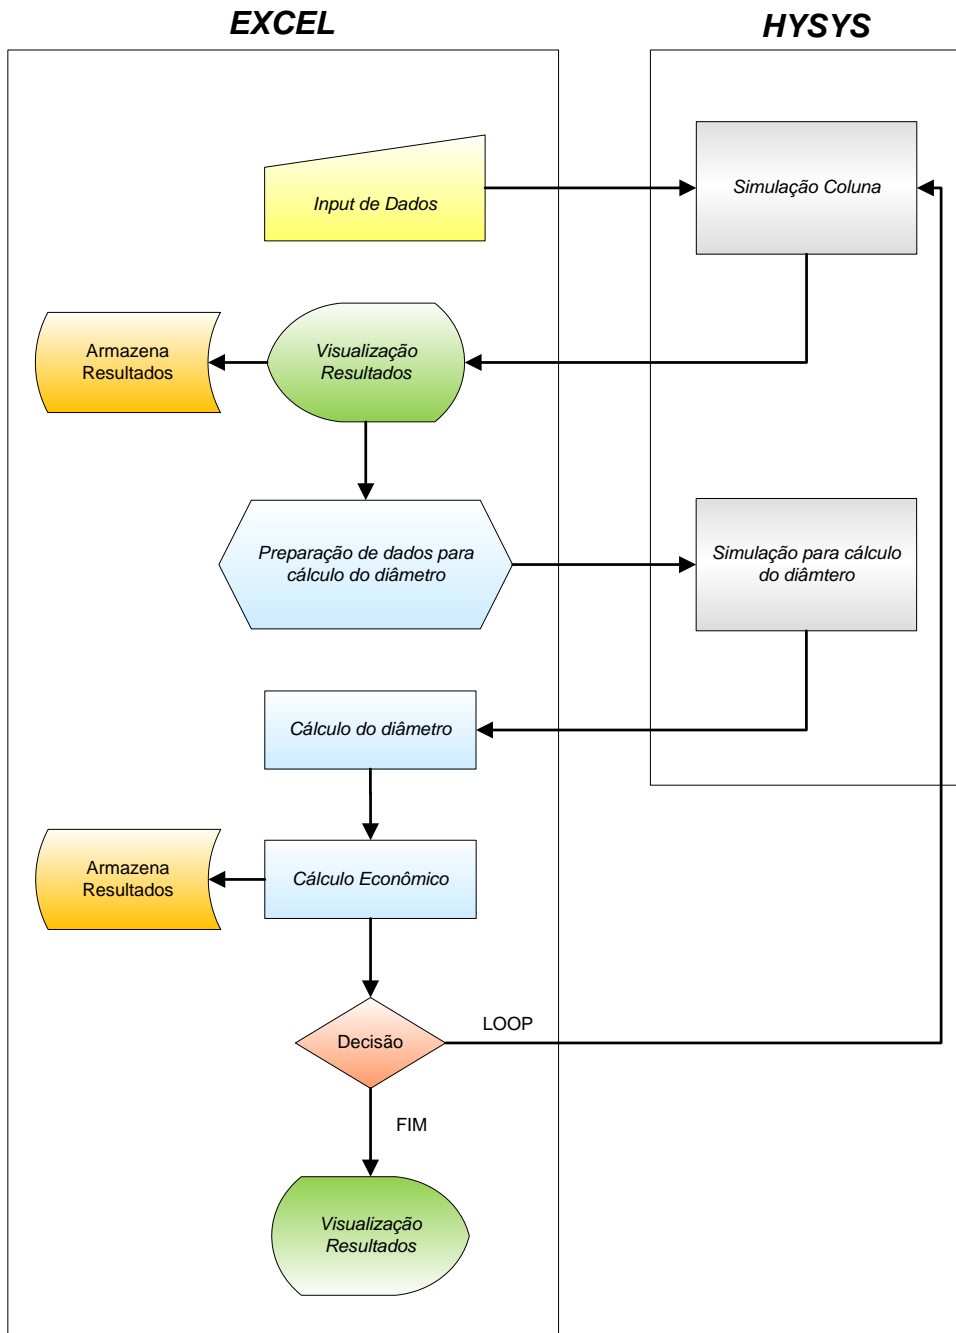 EXCEL
HYSYS
Input de Dados
Simulação Coluna
Armazena
Resultados
Visualização
Resultados
Preparação de dados para
cálculo do diâmetro
Simulação para cálculo
do diâmtero
Cálculo do diâmetro
Armazena
Resultados
Cálculo Econômico
Decisão
LOOP
FIM
Visualização
Resultados